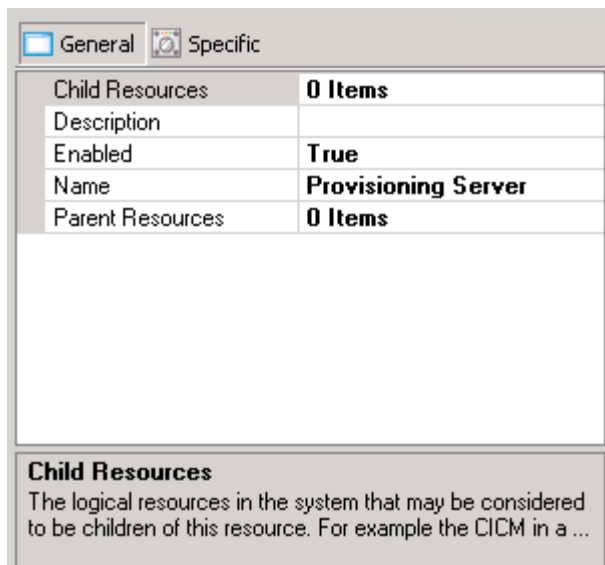 General Specific
Child Resources 0 Items
Description
Enabled True
Name Provisioning Server
Parent Resources 0 Items
Child Resources
The logical resources in the system that may be considered
to be children of this resource. For example the CICM in a ...